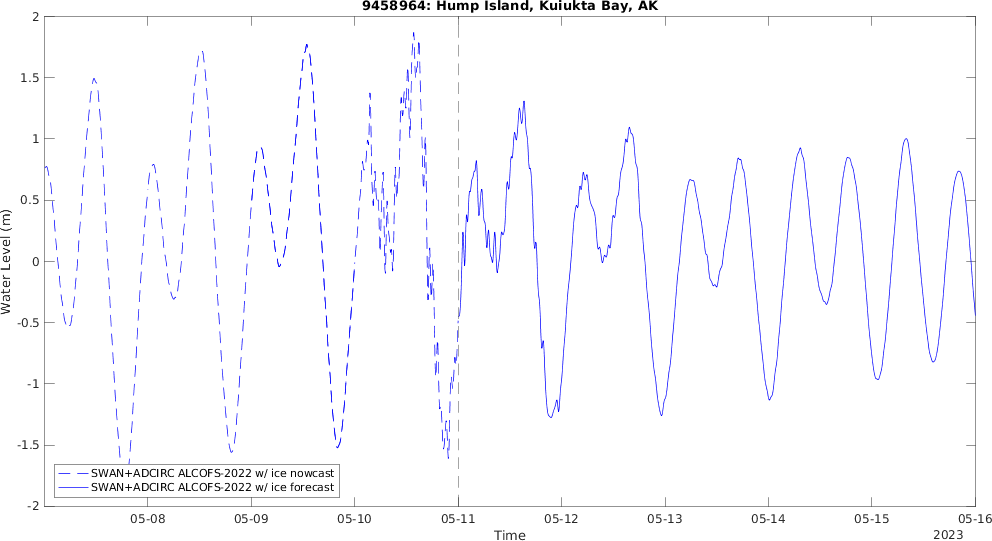 9458964: Hump Island, Kuiukta Bay, AK
2
1.5
1
0.5
0
-0.5
-1
-1.5
-2
Water Level (m)
SWAN+ADCIRC ALCOFS-2022 w/ ice nowcast
SWAN+ADCIRC ALCOFS-2022 w/ ice forecast
05-08 05-09 05-10 05-11 05-12 05-13 05-14 05-15 05-16
Time
2023